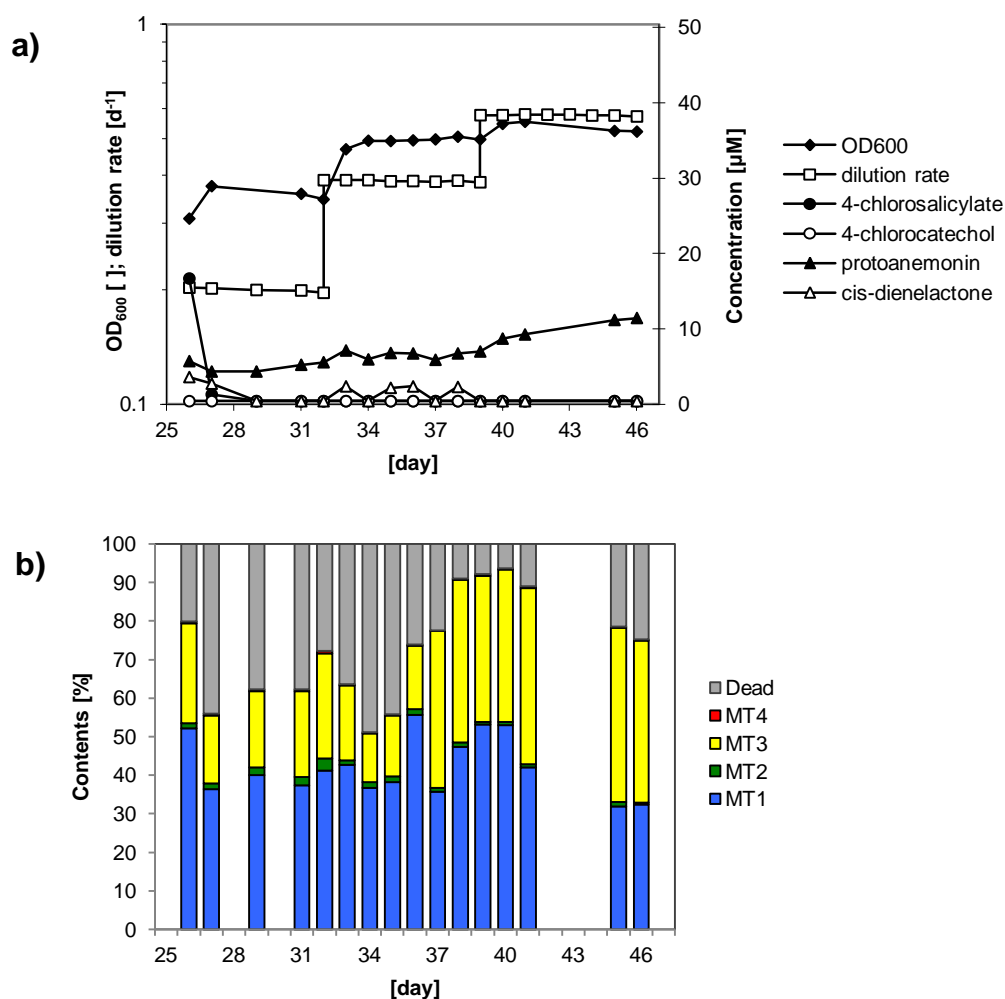 a)
1
0.1
OD600 [ ]; dilution rate [d-1]
50
40
30
20
10
0
Concentration [µM]
25 28 31 34 37 40 43 46
[day]
OD600
dilution rate
4-chlorosalicylate
4-chlorocatechol
protoanemonin
cis-dienelactone
b)
100
90
80
70
60
50
40
30
20
10
0
Contents [%]
25 28 31 34 37 40 43 46
[day]
Dead
MT4
MT3
MT2
MT1